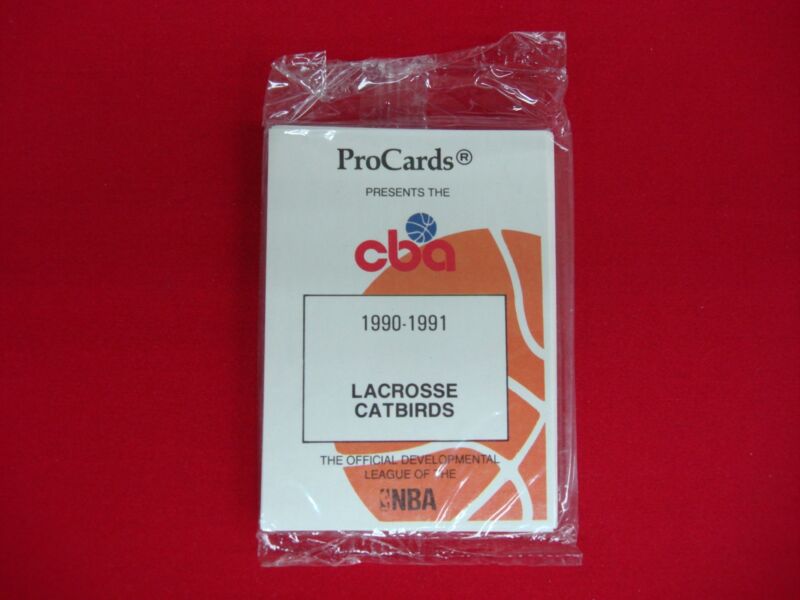 ProCards®
PRESENTS THE
cba
1990-1991
LACROSSE
CATBIRDS
THE OFFICIAL DEVELOPMENTAL
LEAGUE OF THE
NBA